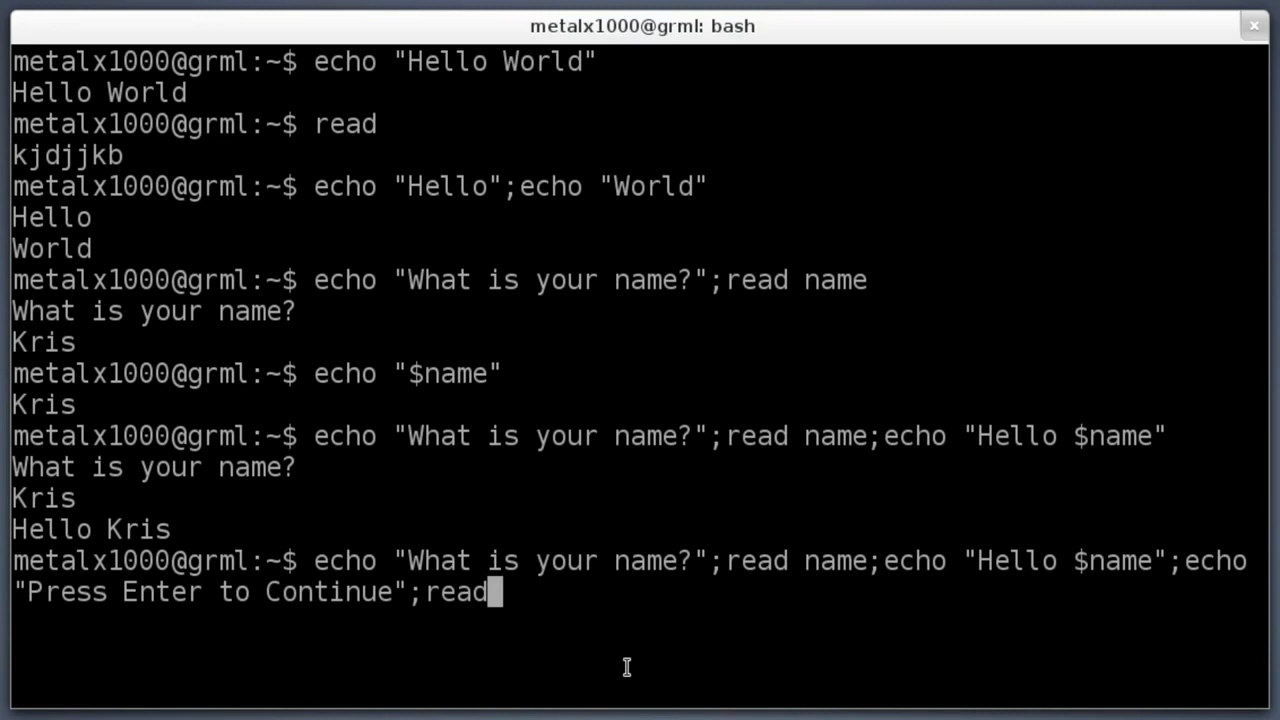 metalx1000@grml: bash
metalx1000@grml:~$ echo "Hello World"
Hello World
metalx1000@grml:~$ read
kjdjjkb
metalx1000@grml:~$ echo "Hello";echo "World"
Hello
World
metalx1000@grml:~$ echo "What is your name?";read name
What is your name?
Kris
metalx1000@grml:~$ echo "$name"
Kris
metalx1000@grml:~$ echo "What is your name?";read name;echo "Hello $name"
What is your name?
Kris
Hello Kris
metalx1000@grml:~$ echo "What is your name?";read name;echo "Hello $name";echo
"Press Enter to Continue";read